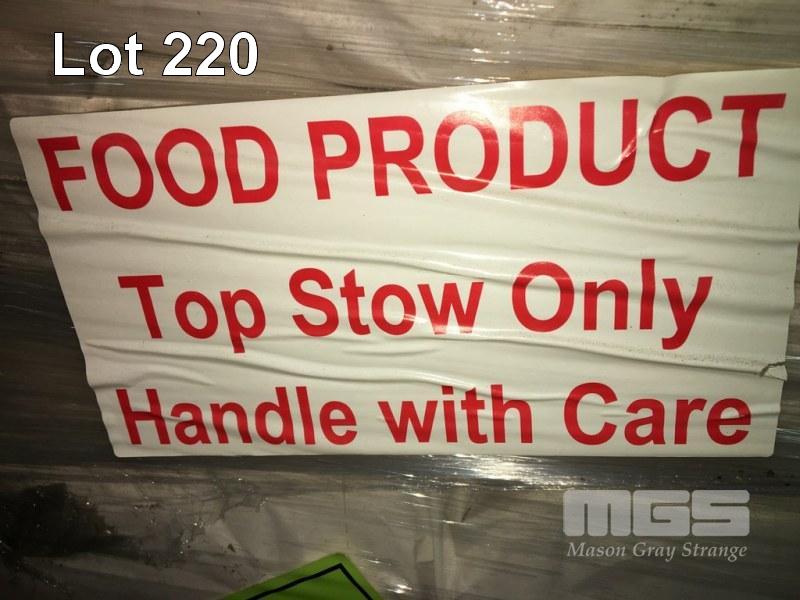 Lot 220
FOOD PRODUCT
Top Stow Only
Handle with Care
MGS
Mason Gray Strange